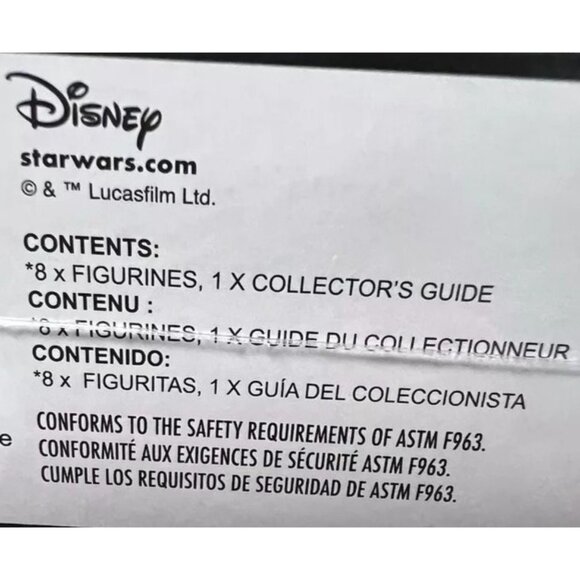 Disney
starwars.com
© & ™ Lucasfilm Ltd.
CONTENTS:
*8 x FIGURINES, 1 X COLLECTOR'S GUIDE
CONTENU :
*8 x FIGURINES, 1 X GUIDE DU COLLECTIONNEUR
CONTENIDO:
*8 x FIGURITAS, 1 X GUÍA DEL COLECCIONISTA
CONFORMS TO THE SAFETY REQUIREMENTS OF ASTM F963.
e CONFORMITÉ AUX EXIGENCES DE SÉCURITÉ ASTM F963.
CUMPLE LOS REQUISITOS DE SEGURIDAD DE ASTM F963.